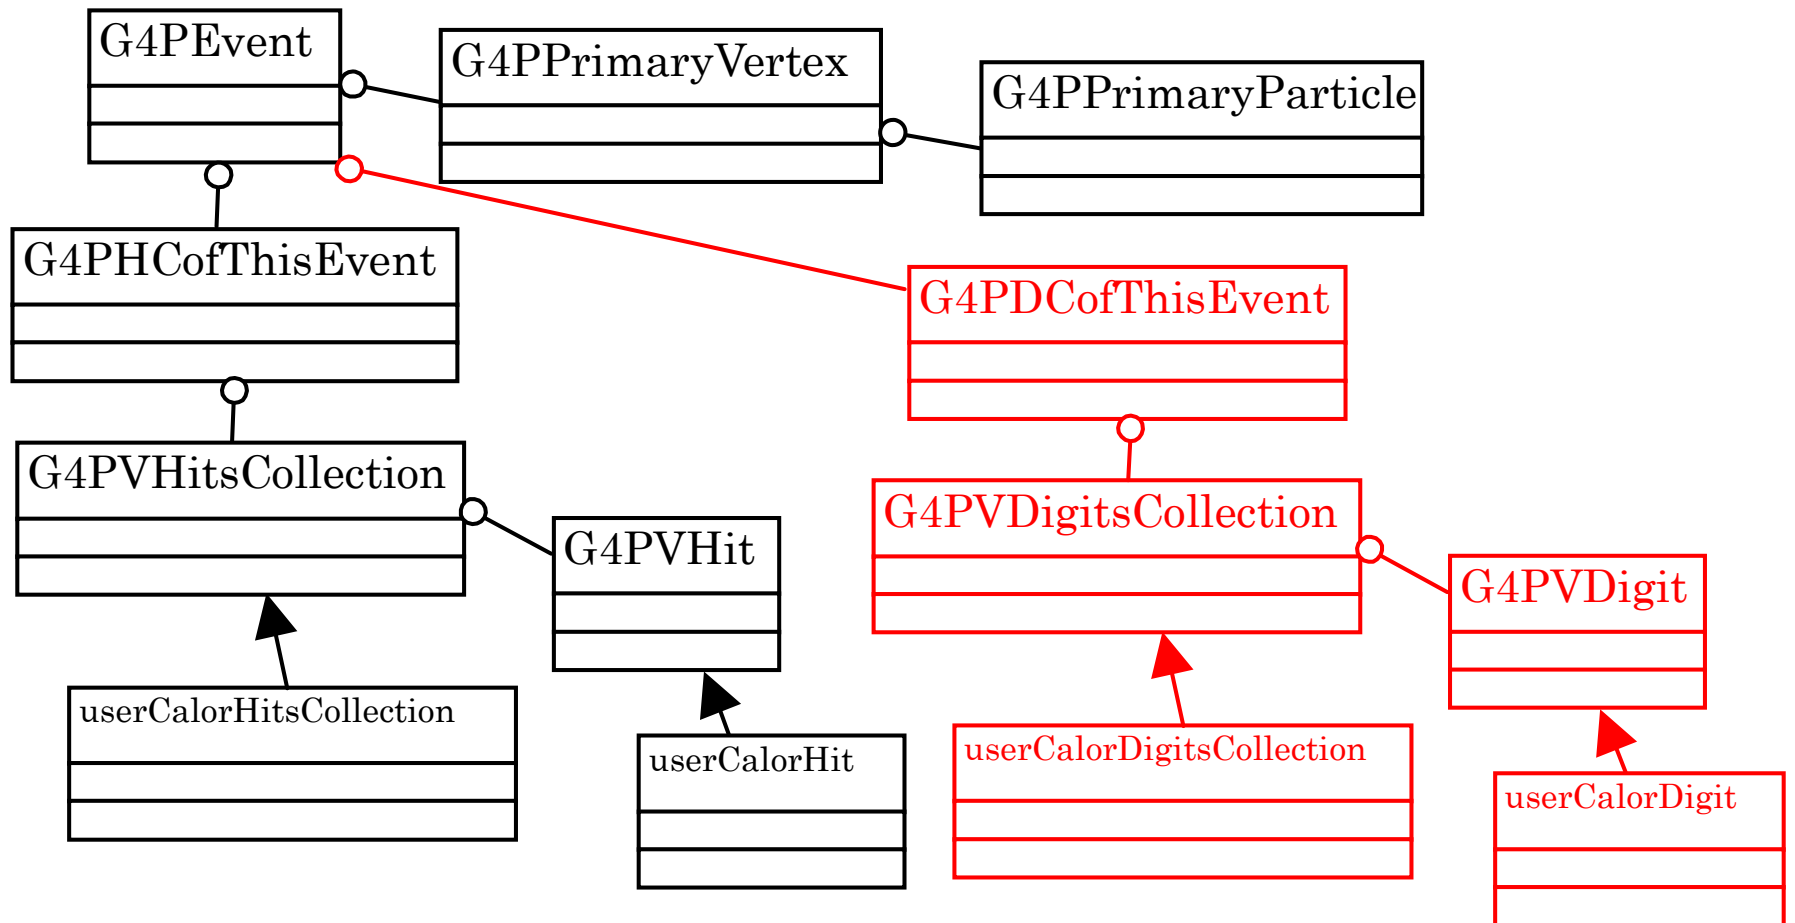 G4PEvent
G4PPrimaryVertex
G4PPrimaryParticle
G4PHCofThisEvent
G4PDCofThisEvent
G4PVHitsCollection
G4PVHit
G4PVDigitsCollection
G4PVDigit
userCalorHitsCollection
userCalorHit
userCalorDigitsCollection
userCalorDigit